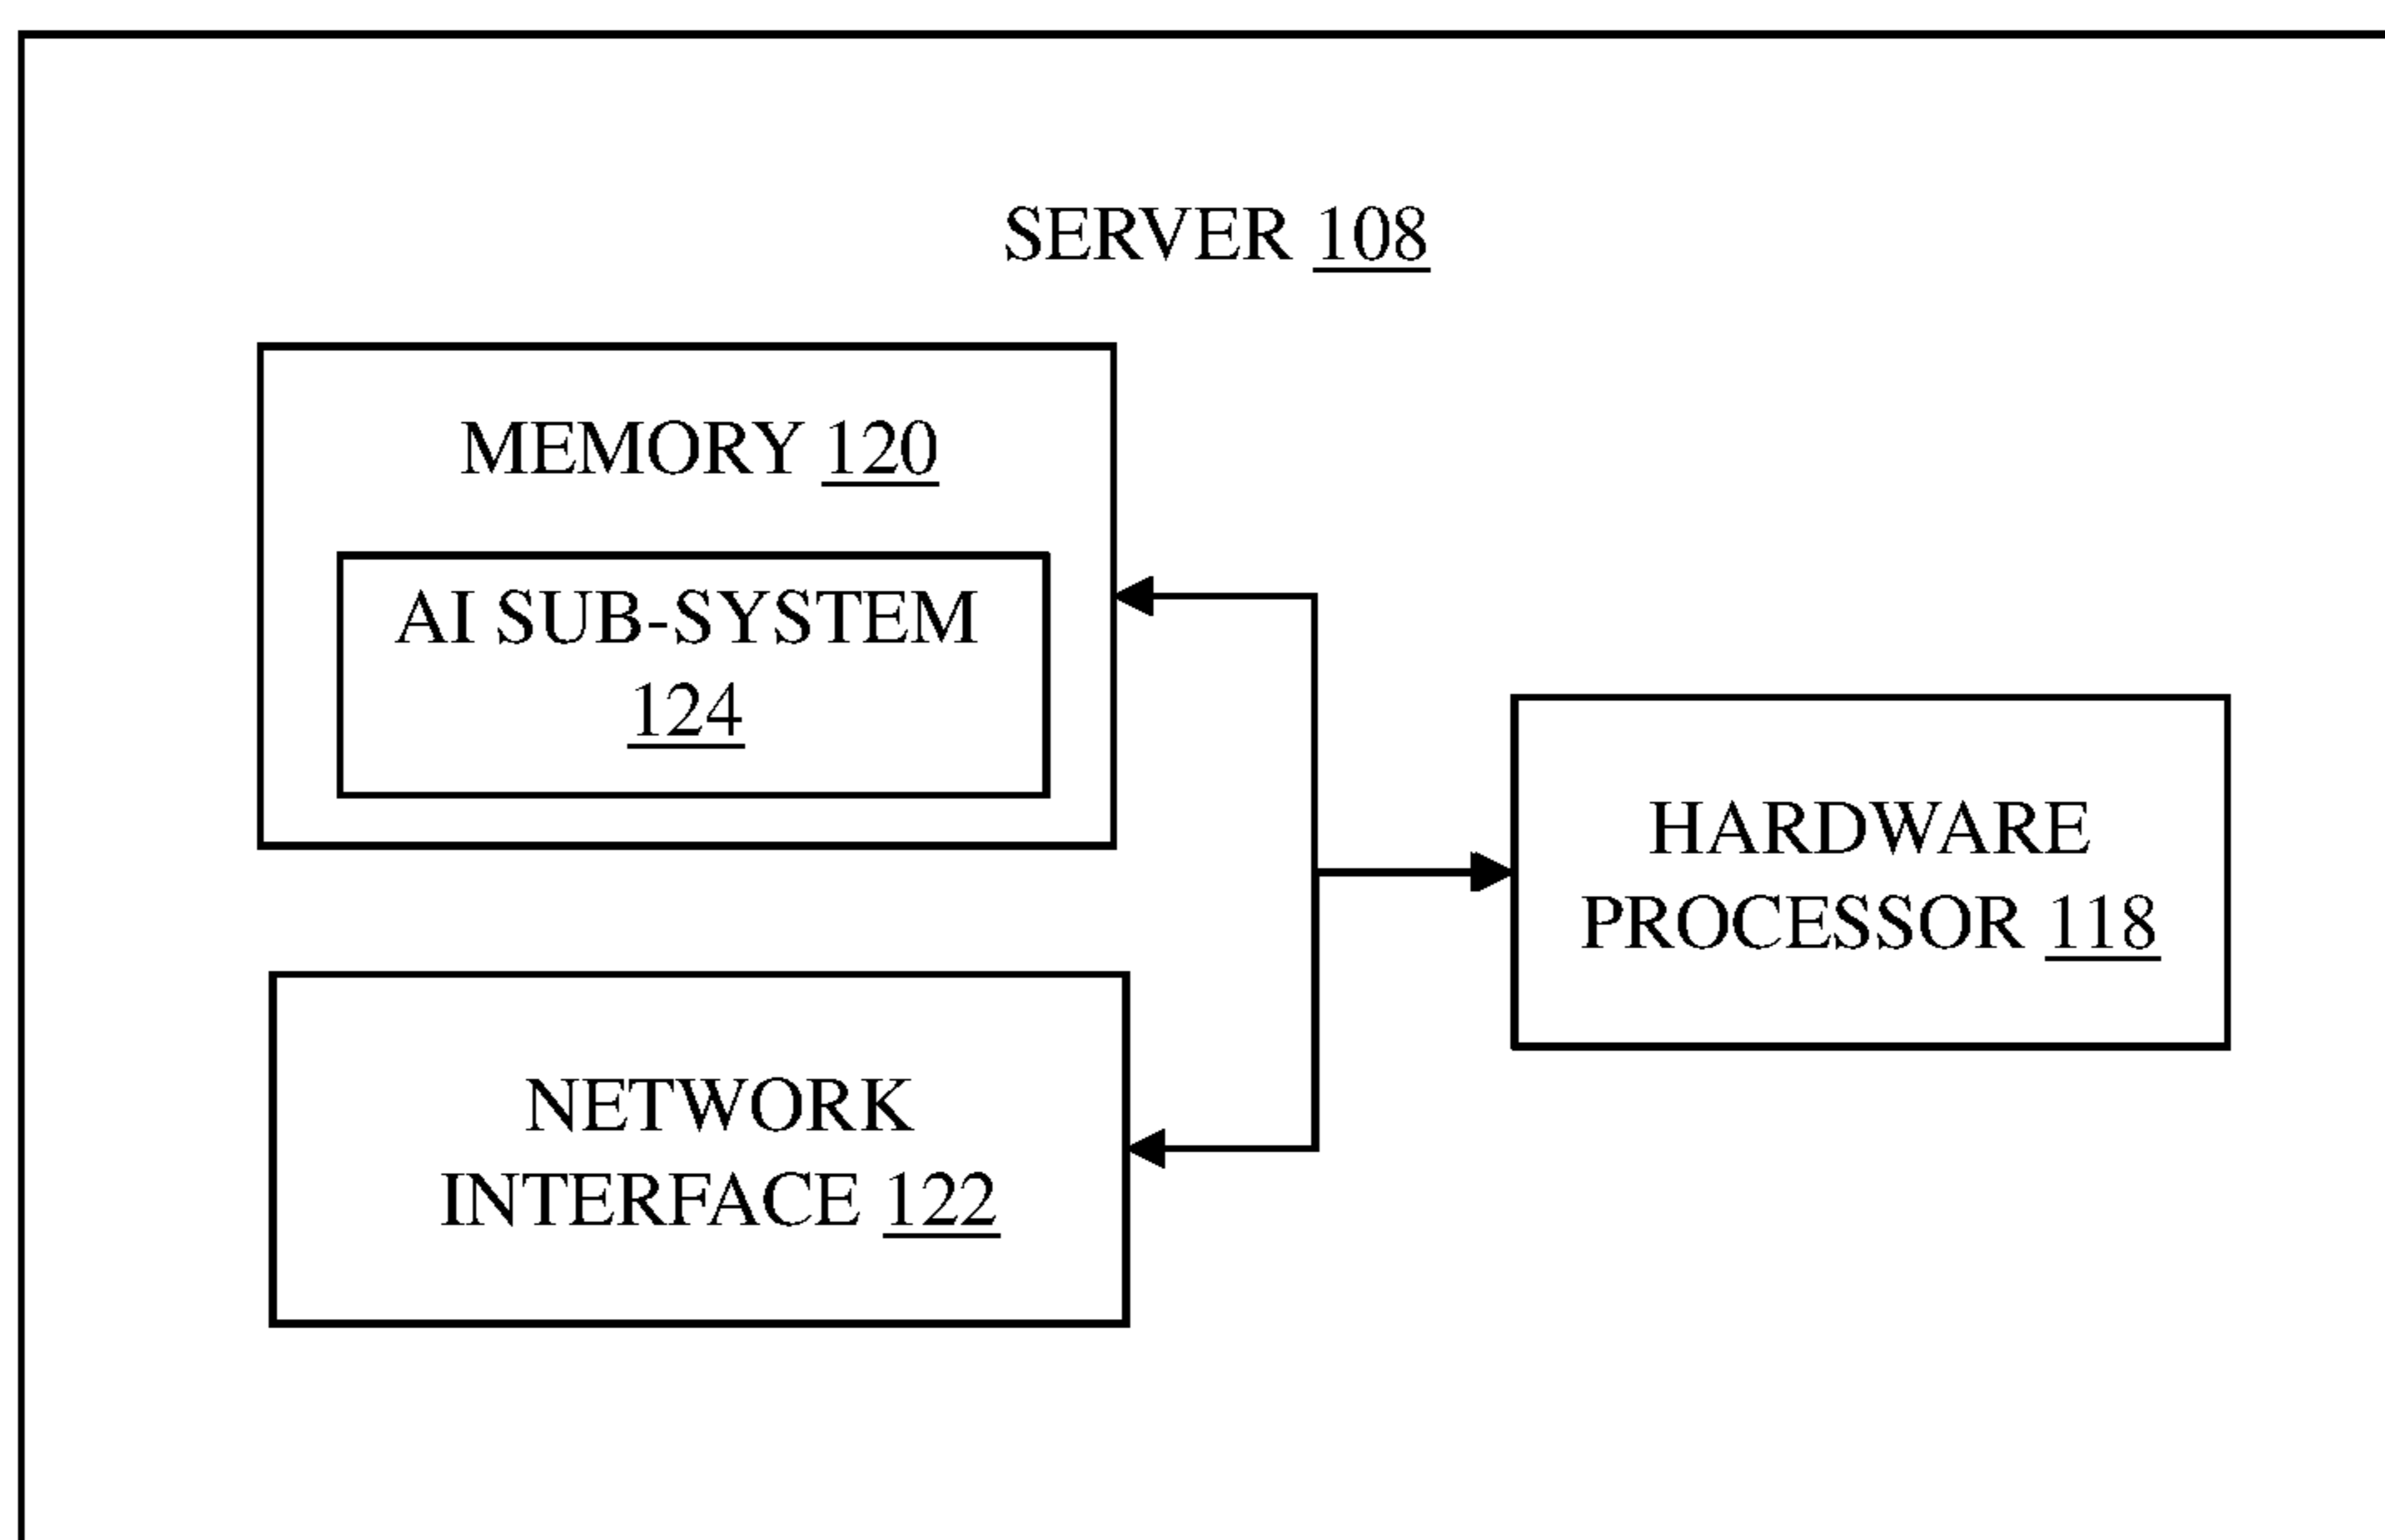 SERVER 108
MEMORY 120
AI SUB-SYSTEM
124
HARDWARE
PROCESSOR 118
NETWORK
INTERFACE 122